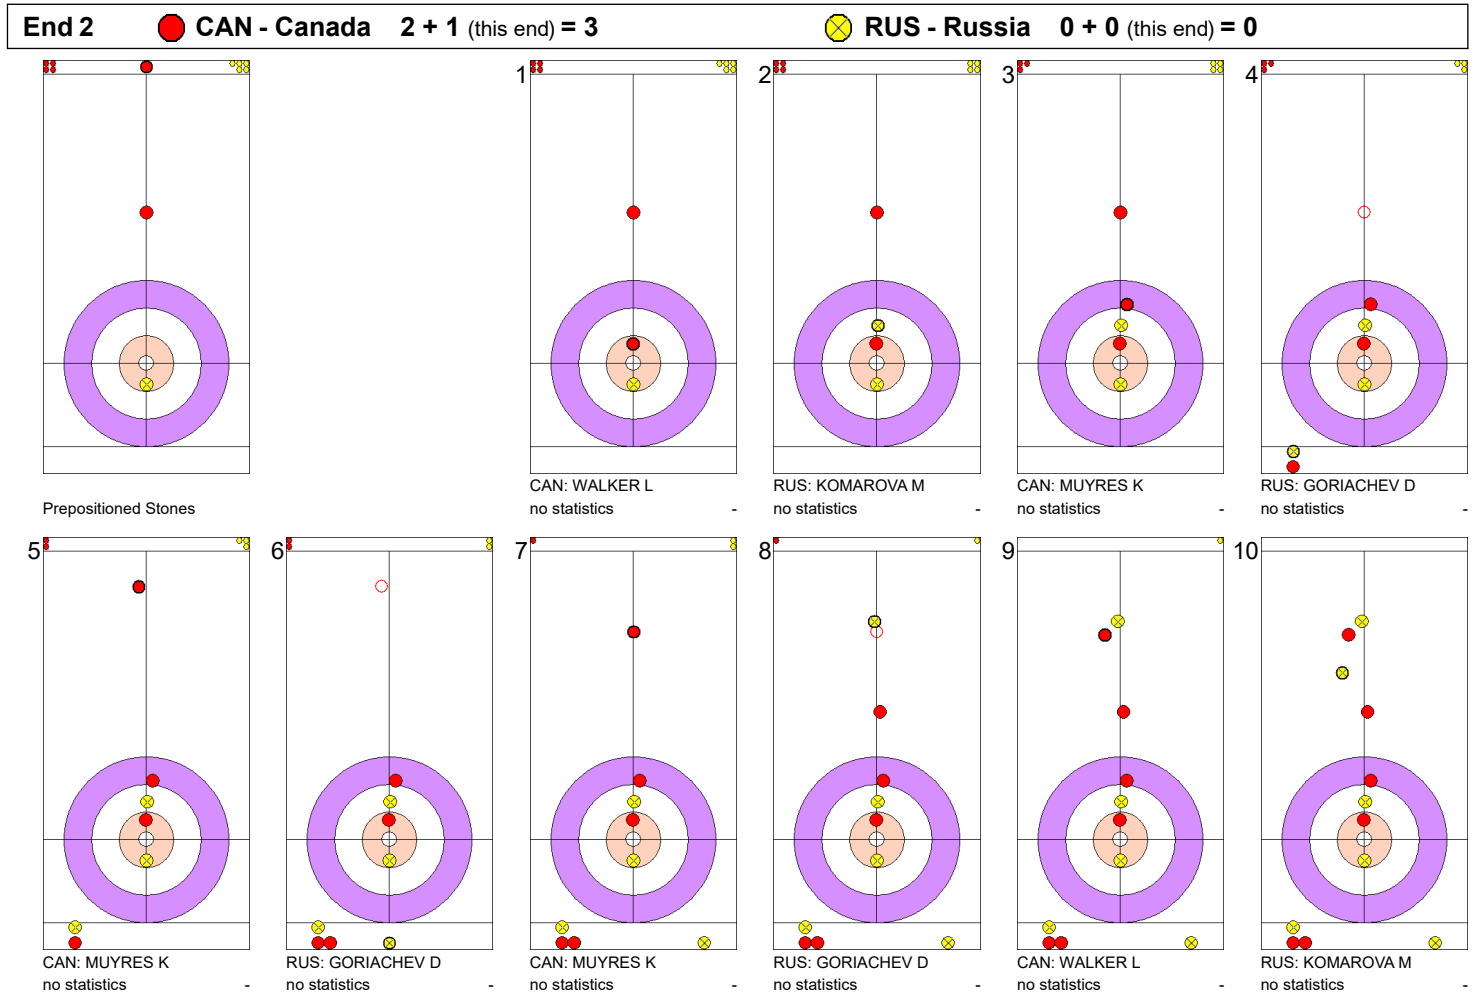 End 2 CAN - Canada 2 + 1 (this end) = 3 RUS - Russia 0 + 0 (this end) = 0
1 2 3 4
Prepositioned Stones
CAN: WALKER L
no statistics -
RUS: KOMAROVA M
no statistics -
CAN: MUYRES K
no statistics -
RUS: GORIACHEV D
no statistics -
5 6 7 8 9 10
CAN: MUYRES K
no statistics -
RUS: GORIACHEV D
no statistics -
CAN: MUYRES K
no statistics -
RUS: GORIACHEV D
no statistics -
CAN: WALKER L
no statistics -
RUS: KOMAROVA M
no statistics -